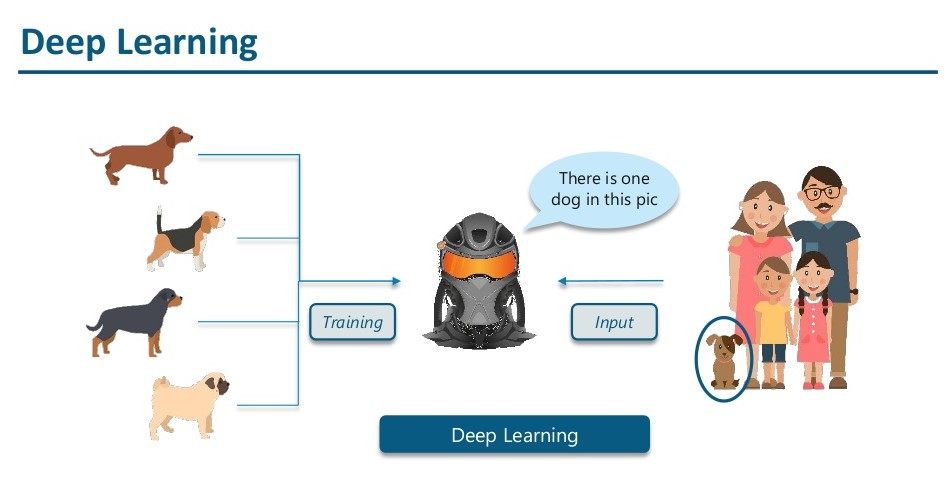 Deep Learning
There is one
dog in this pic
Training
Input
Deep Learning